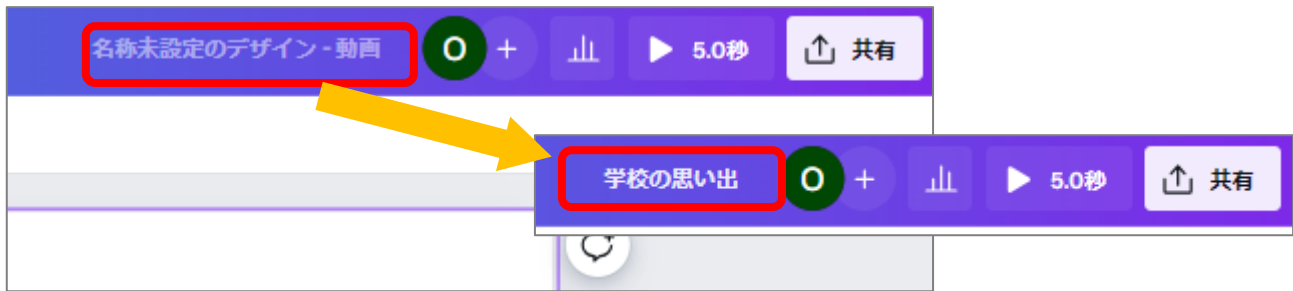 名称未設定のデザイン - 動画 O + 5.0秒 共有
学校の思い出 O + 5.0秒 共有